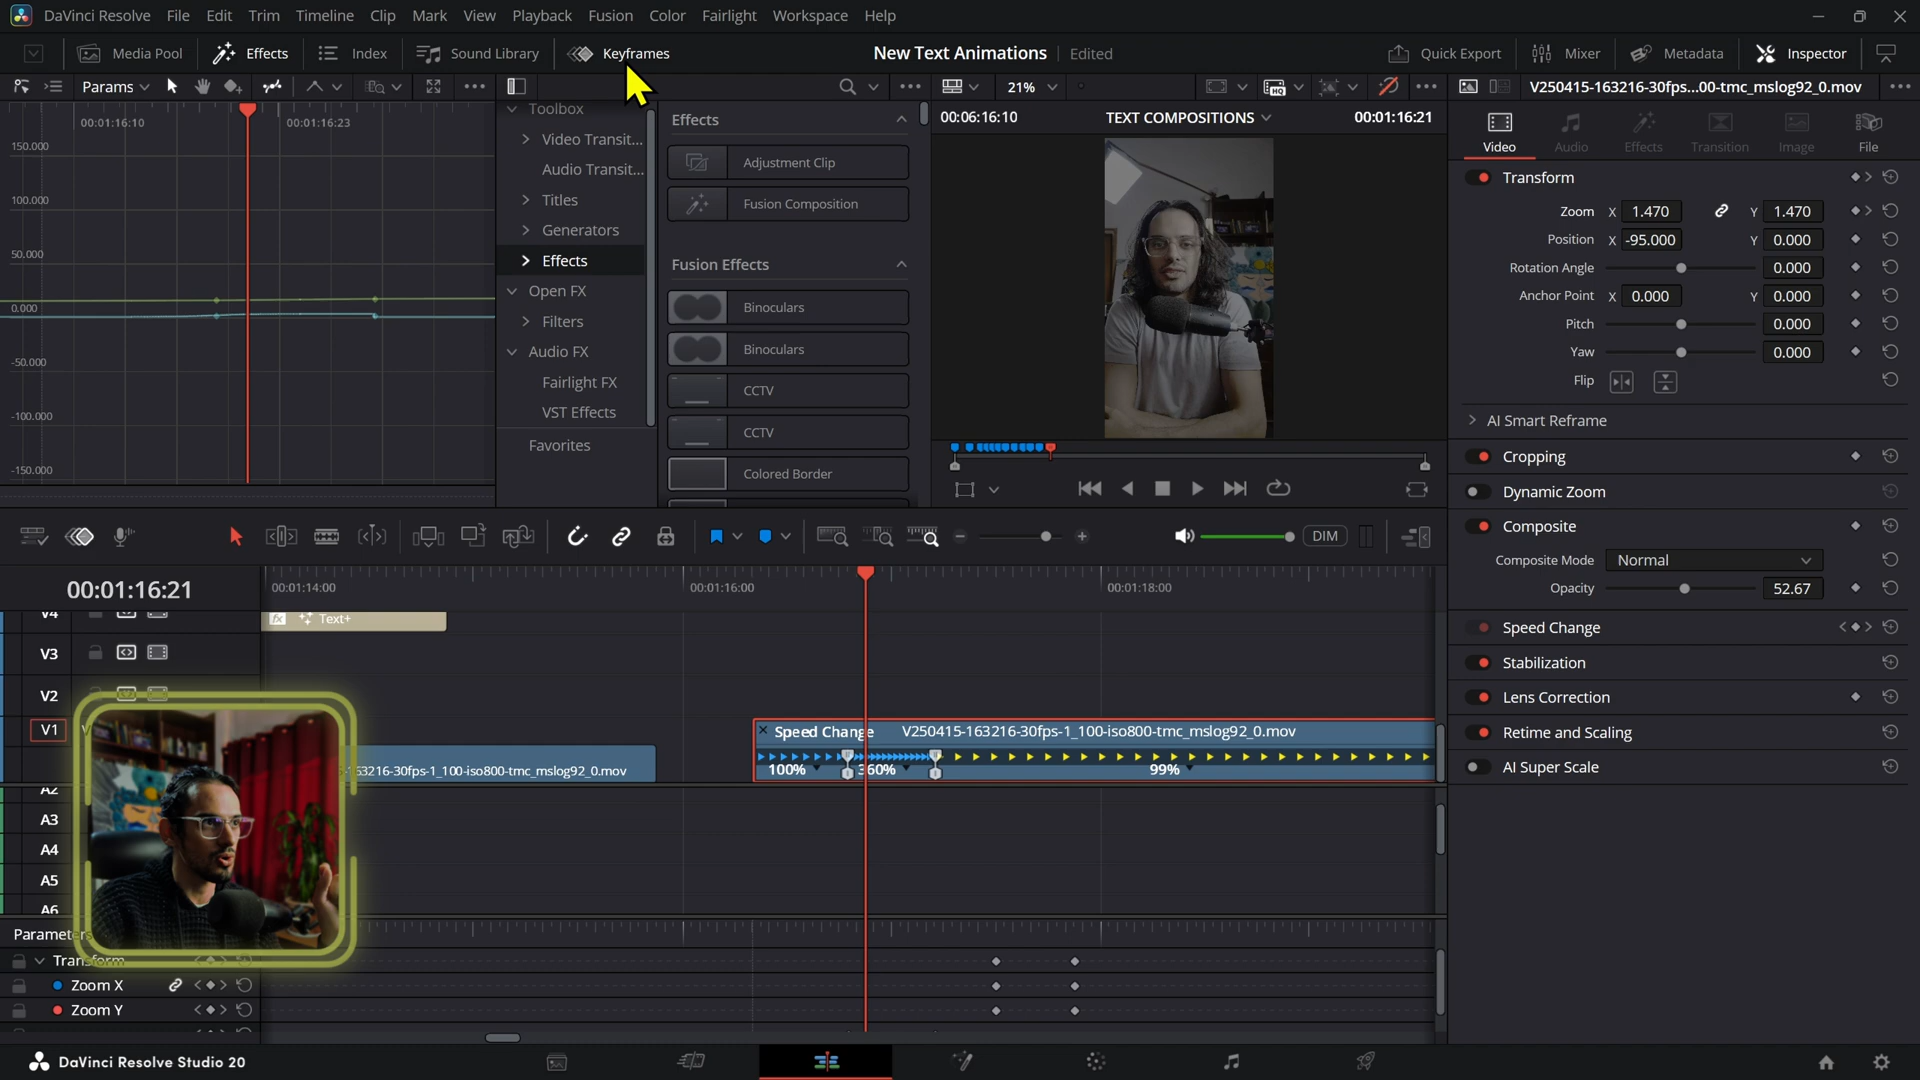 DaVinci Resolve File Edit Trim Timeline Clip Mark View Playback Fusion Color Fairlight Workspace Help
Media Pool Effects Index Sound Library Keyframes New Text Animations Edited Quick Export Mixer Metadata Inspector
Params 21% V250415-163216-30fps...00-tmc_mslog92_0.mov
00:01:16:10 00:01:16:23
150.000
100.000
50.000
0.000
-50.000
-100.000
-150.000
Toolbox
Video Transit...
Audio Transit...
Titles
Generators
Effects
Open FX
Filters
Audio FX
Fairlight FX
VST Effects
Favorites
Effects
Adjustment Clip
Fusion Composition
Fusion Effects
Binoculars
Binoculars
CCTV
CCTV
Colored Border
00:06:16:10 TEXT COMPOSITIONS 00:01:16:21
Video Audio Effects Transition Image File
Transform
Zoom X 1.470 Y 1.470
Position X -95.000 Y 0.000
Rotation Angle 0.000
Anchor Point X 0.000 Y 0.000
Pitch 0.000
Yaw 0.000
Flip
AI Smart Reframe
Cropping
Dynamic Zoom
Composite
Composite Mode Normal
Opacity 52.67
Speed Change
Stabilization
Lens Correction
Retime and Scaling
AI Super Scale
DIM
00:01:16:21 00:01:14:00 00:01:16:00 00:01:18:00
V4 Text+
V3
V2
V1 Speed Change V250415-163216-30fps-1_100-iso800-tmc_mslog92_0.mov
63216-30fps-1_100-iso800-tmc_mslog92_0.mov 100% 360% 99%
A2
A3
A4
A5
A6
Parameters
Transform
Zoom X
Zoom Y
DaVinci Resolve Studio 20